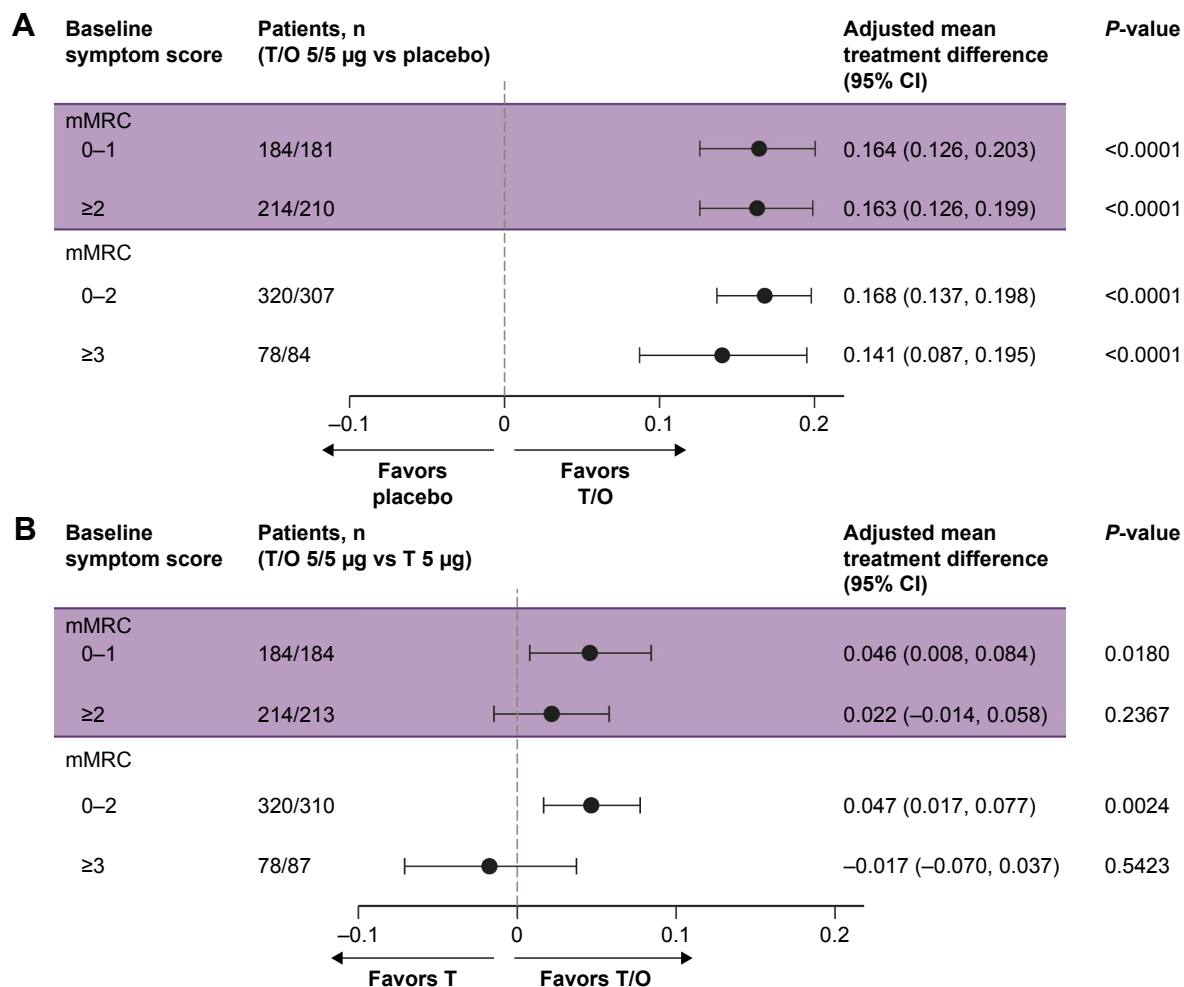 A
Baseline symptom score
Patients, n (T/O 5/5 µg vs placebo)
Adjusted mean treatment difference (95% CI)
P-value
mMRC
0–1 184/181 0.164 (0.126, 0.203) <0.0001
≥2 214/210 0.163 (0.126, 0.199) <0.0001
mMRC
0–2 320/307 0.168 (0.137, 0.198) <0.0001
≥3 78/84 0.141 (0.087, 0.195) <0.0001
–0.1 0 0.1 0.2
Favors placebo
Favors T/O
B
Baseline symptom score
Patients, n (T/O 5/5 µg vs T 5 µg)
Adjusted mean treatment difference (95% CI)
P-value
mMRC
0–1 184/184 0.046 (0.008, 0.084) 0.0180
≥2 214/213 0.022 (–0.014, 0.058) 0.2367
mMRC
0–2 320/310 0.047 (0.017, 0.077) 0.0024
≥3 78/87 –0.017 (–0.070, 0.037) 0.5423
–0.1 0 0.1 0.2
Favors T Favors T/O